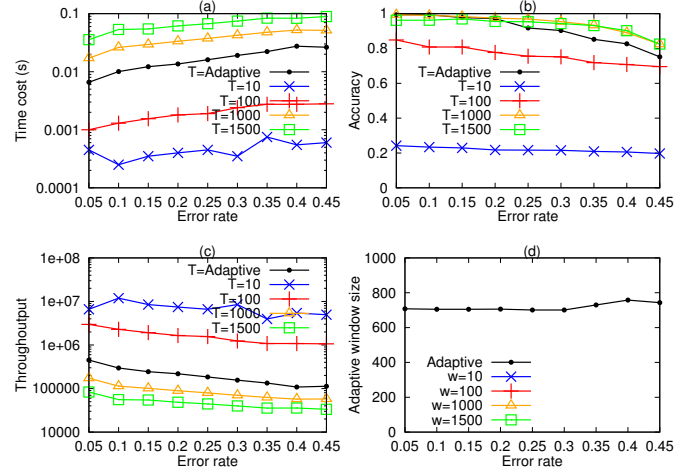 (a)
Time cost (s)
0.1
0.01
0.001
0.0001
T=Adaptive
T=10
T=100
T=1000
T=1500
0.05 0.1 0.15 0.2 0.25 0.3 0.35 0.4 0.45
Error rate
(b)
Accuracy
1
0.8
0.6
0.4
0.2
0
T=Adaptive
T=10
T=100
T=1000
T=1500
0.05 0.1 0.15 0.2 0.25 0.3 0.35 0.4 0.45
Error rate
(c)
Throughoutput
1e+08
1e+07
1e+06
100000
10000
T=Adaptive
T=10
T=100
T=1000
T=1500
0.05 0.1 0.15 0.2 0.25 0.3 0.35 0.4 0.45
Error rate
(d)
Adaptive window size
1000
800
600
400
200
0
Adaptive
w=10
w=100
w=1000
w=1500
0.05 0.1 0.15 0.2 0.25 0.3 0.35 0.4 0.45
Error rate